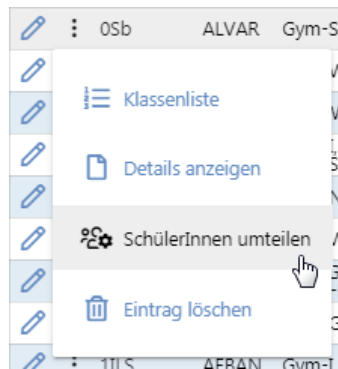 0Sb ALVAR Gym-S
Klassenliste
Details anzeigen
SchülerInnen umteilen
Eintrag löschen
1ILS AEBAN Gym-I